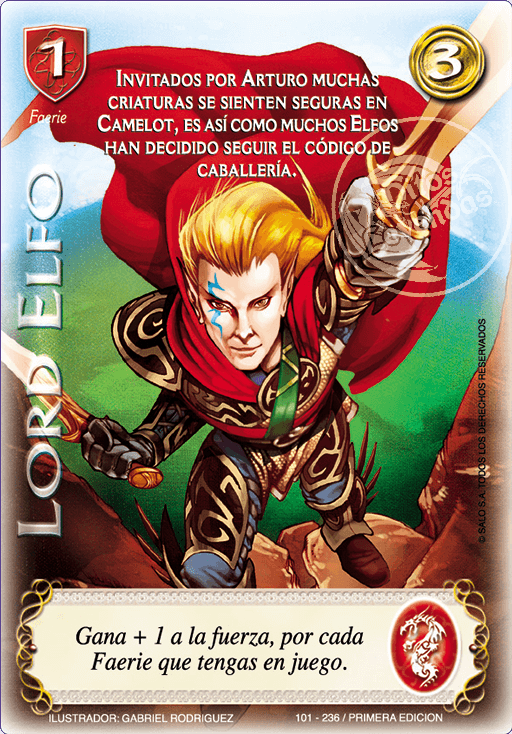 1
3
Faerie
INVITADOS POR ARTURO MUCHAS
CRIATURAS SE SIENTEN SEGURAS EN
CAMELOT, ES ASÍ COMO MUCHOS ELFOS
HAN DECIDIDO SEGUIR EL CÓDIGO DE
CABALLERÍA.
LORD ELFO
© SALO S.A. TODOS LOS DERECHOS RESERVADOS
Gana + 1 a la fuerza, por cada
Faerie que tengas en juego.
ILUSTRADOR: GABRIEL RODRIGUEZ
101 - 236 / PRIMERA EDICION